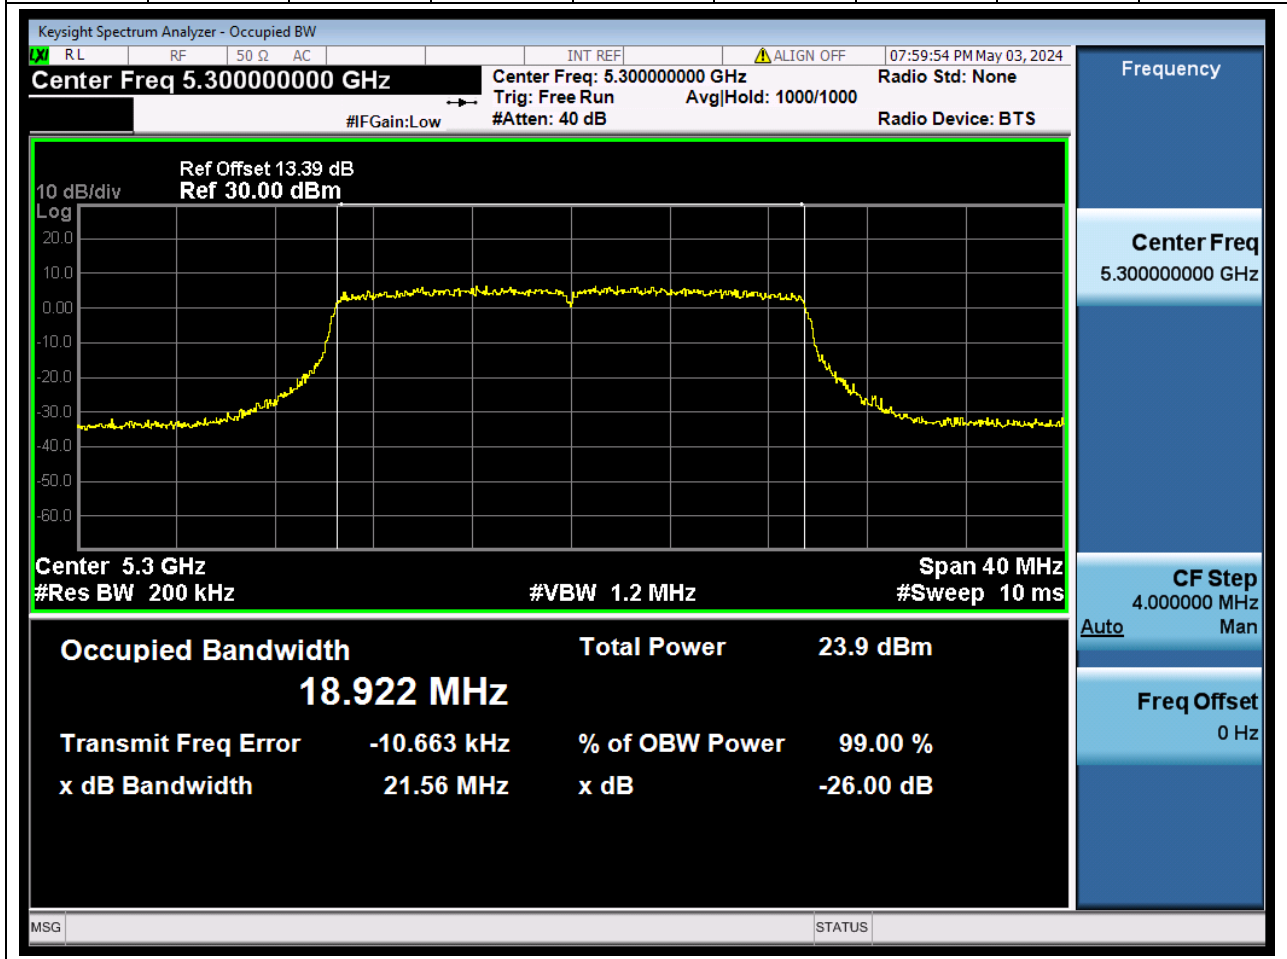 Keysight Spectrum Analyzer - Occupied BW
LXI RL RF 50 Ω AC INT REF ALIGN OFF 07:59:54 PM May 03, 2024
Center Freq 5.300000000 GHz
Center Freq: 5.300000000 GHz Radio Std: None
Trig: Free Run Avg|Hold: 1000/1000
#IFGain:Low #Atten: 40 dB Radio Device: BTS
Ref Offset 13.39 dB
10 dB/div Ref 30.00 dBm
Log
20.0
10.0
0.00
-10.0
-20.0
-30.0
-40.0
-50.0
-60.0
Center 5.3 GHz Span 40 MHz
#Res BW 200 kHz #VBW 1.2 MHz #Sweep 10 ms
Occupied Bandwidth Total Power 23.9 dBm
18.922 MHz
Transmit Freq Error -10.663 kHz % of OBW Power 99.00 %
x dB Bandwidth 21.56 MHz x dB -26.00 dB
MSG STATUS
Frequency
Center Freq
5.300000000 GHz
CF Step
4.000000 MHz
Auto Man
Freq Offset
0 Hz